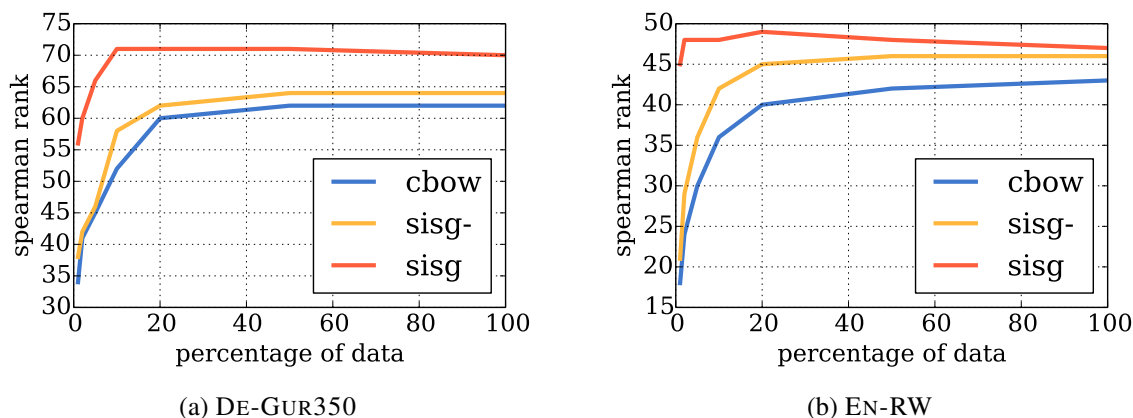 75
70
65
60
55
50
45
40
35
30
spearman rank
0 20 40 60 80 100
percentage of data
cbow
sisg-
sisg
(a) DE-GUR350
50
45
40
35
30
25
20
15
spearman rank
0 20 40 60 80 100
percentage of data
cbow
sisg-
sisg
(b) EN-RW